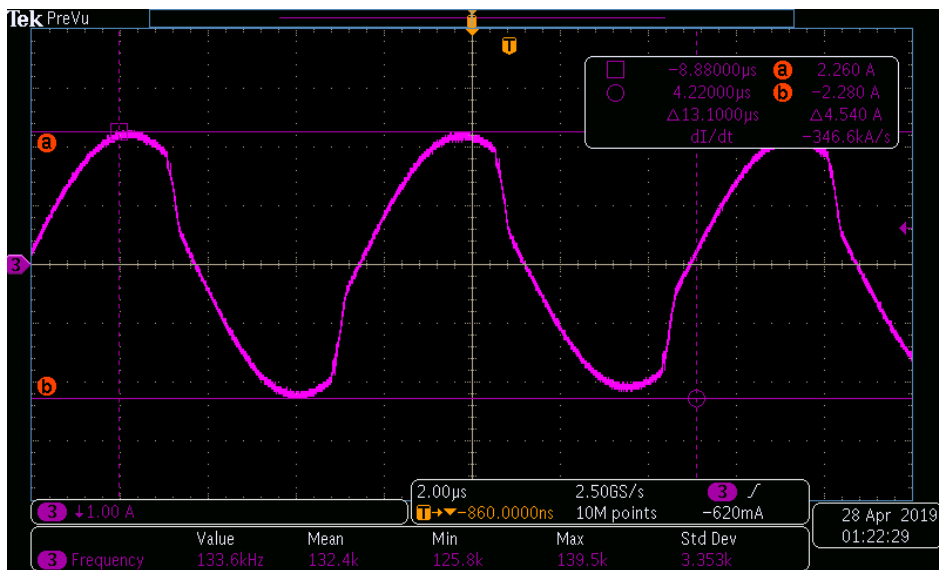 Tek PreVu
T
T
−8.88000µs a 2.260 A
4.22000µs b −2.280 A
△13.1000µs △4.540 A
dI/dt −346.6kA/s
a
3
b
3 ↓1.00 A
2.00µs 2.50GS/s 3 ∫
T→▼−860.0000ns 10M points −620mA
Value Mean Min Max Std Dev
3 Frequency 133.6kHz 132.4k 125.8k 139.5k 3.353k
28 Apr 2019
01:22:29